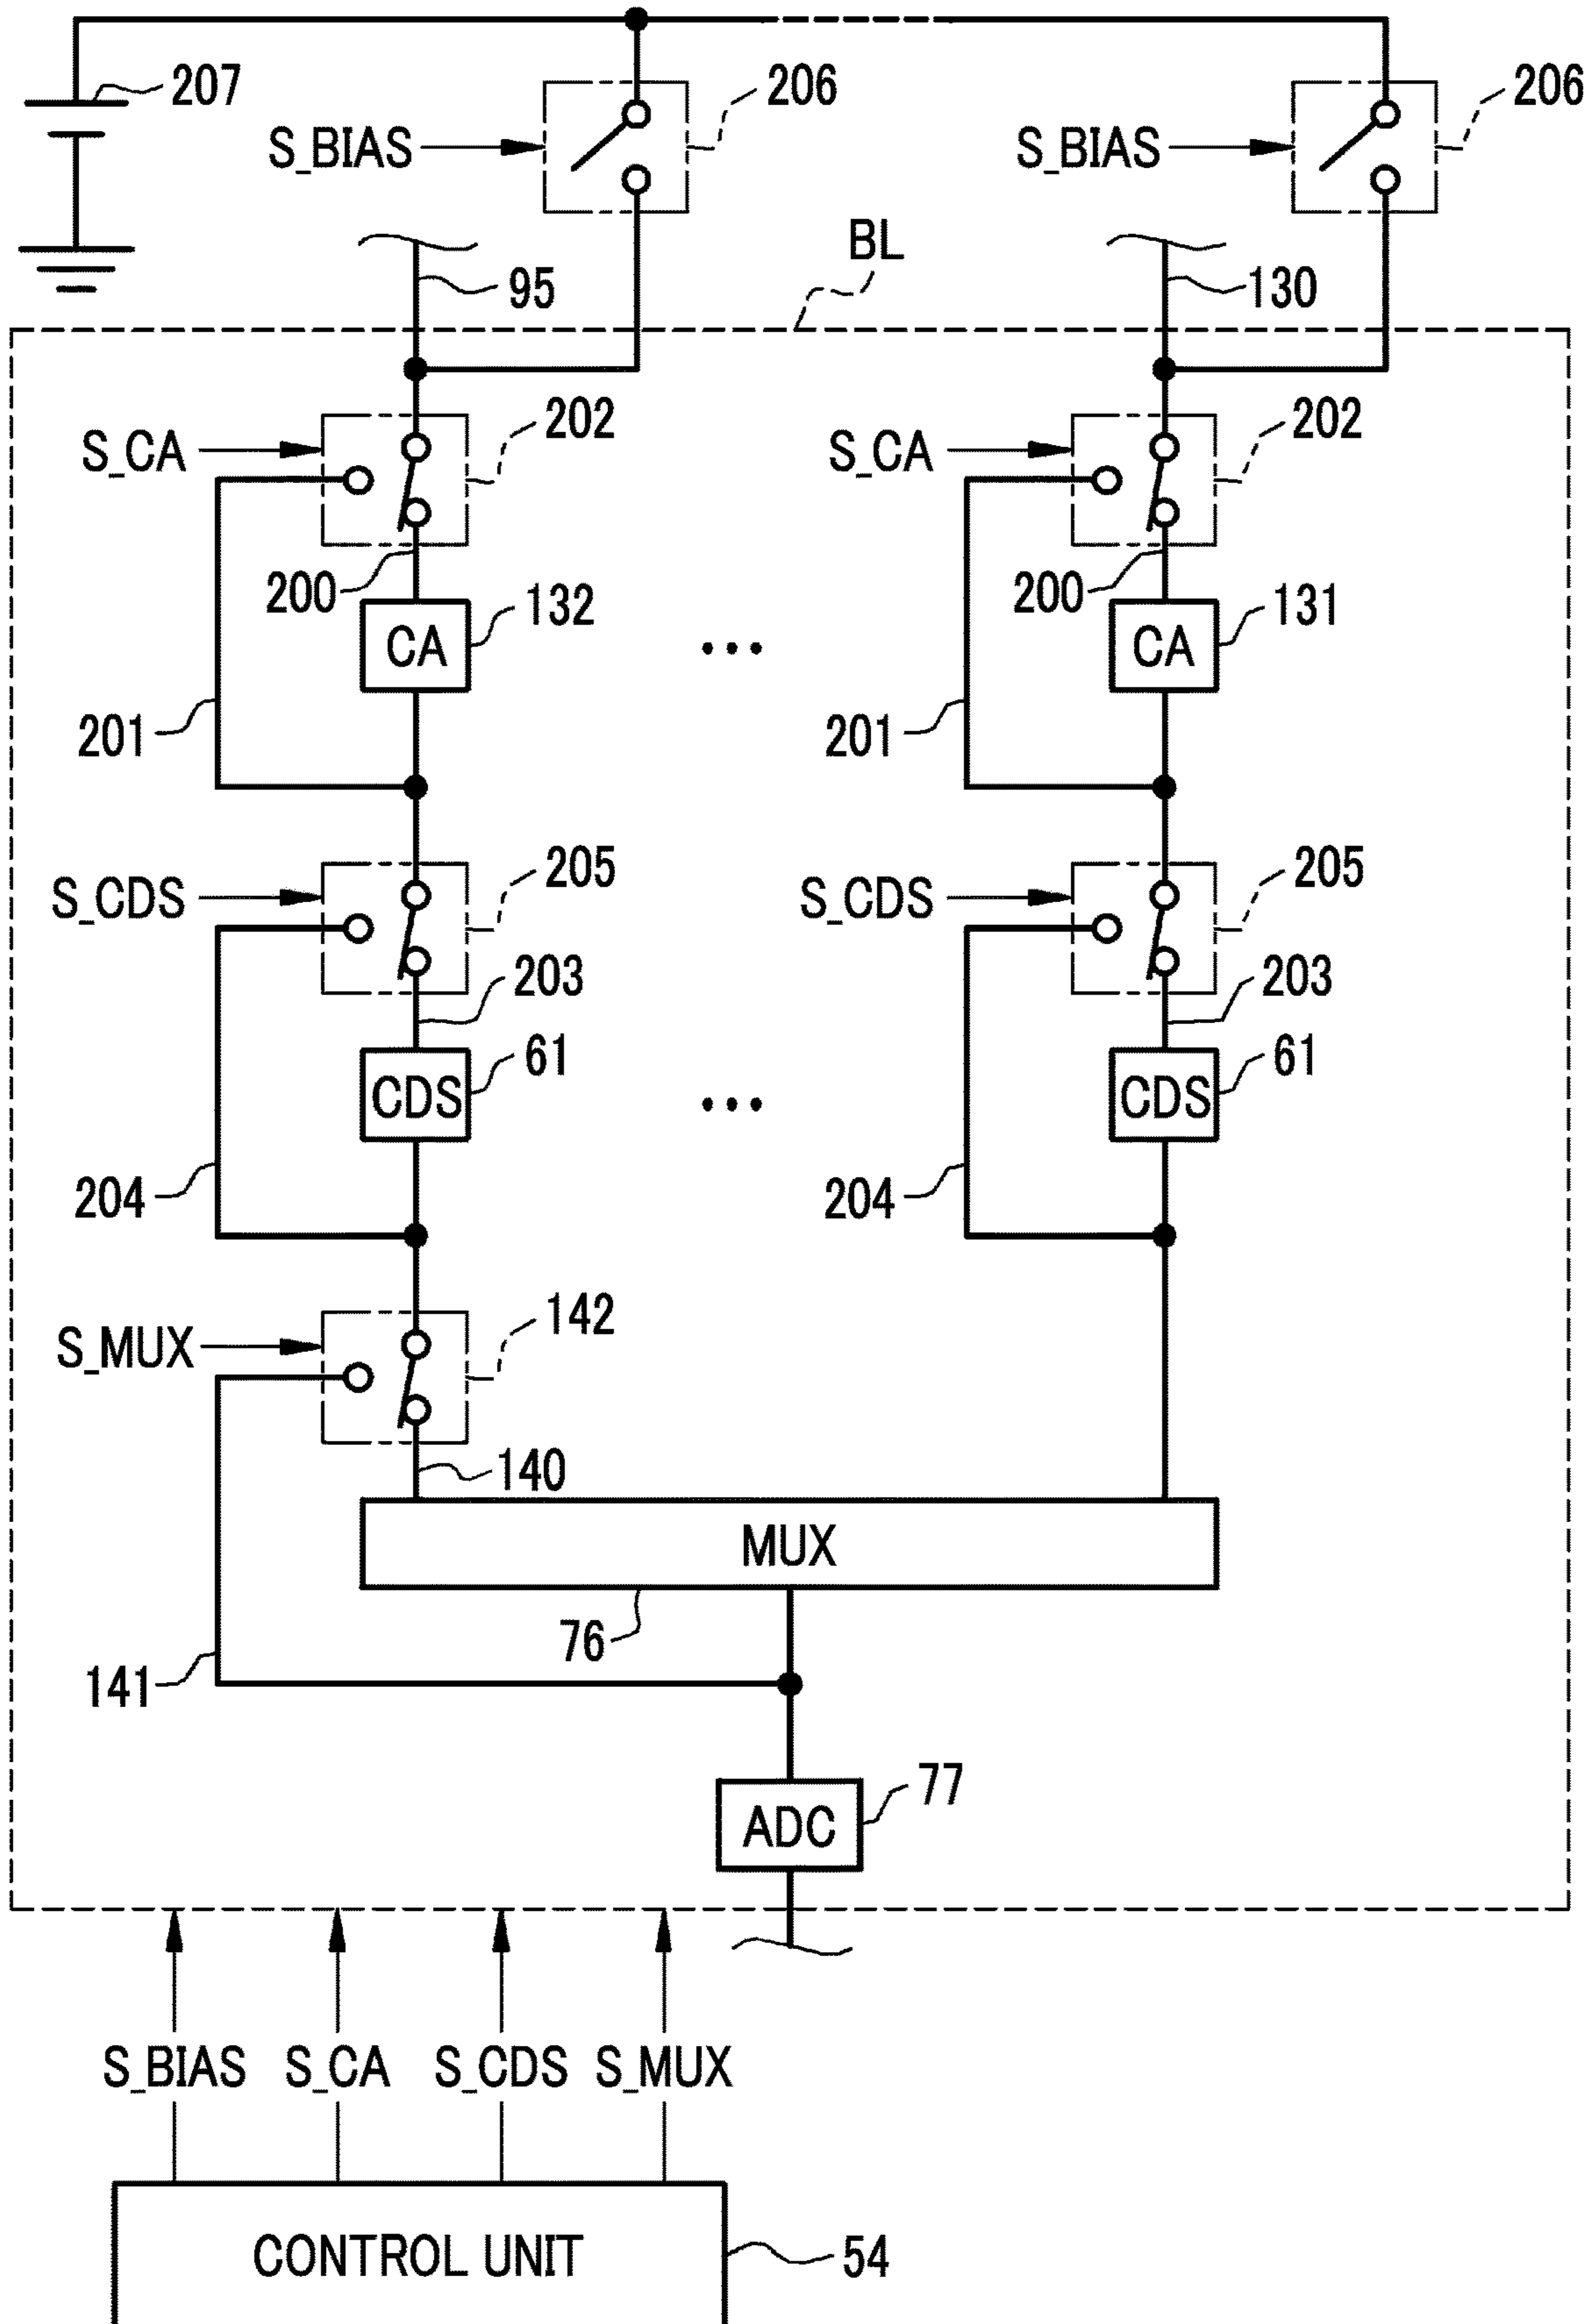 207
S_BIAS
206
S_BIAS
206
95
BL
130
S_CA
202
S_CA
202
200
CA
132
...
200
CA
131
201
201
S_CDS
205
S_CDS
205
203
203
CDS
61
...
CDS
61
204
204
S_MUX
142
140
MUX
76
141
ADC
77
S_BIAS
S_CA
S_CDS
S_MUX
CONTROL UNIT
54